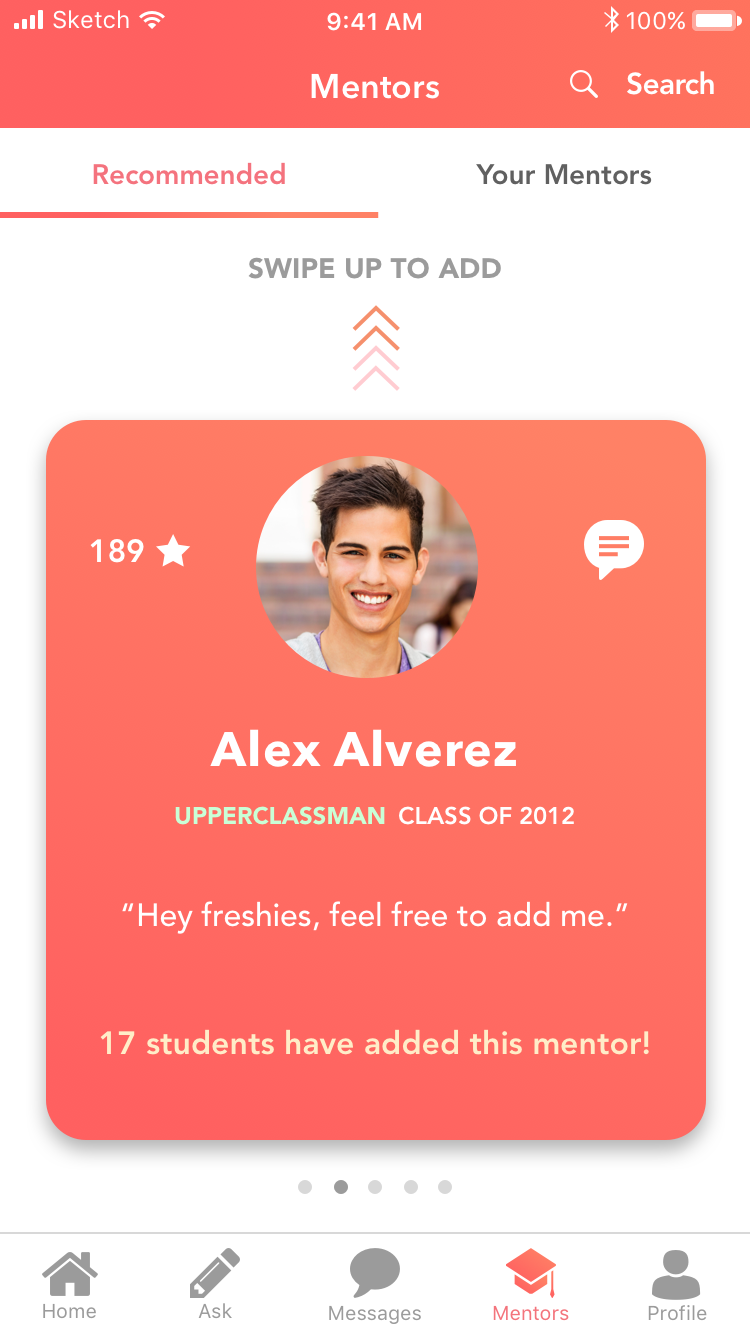 Sketch 9:41 AM 100%
Mentors Search
Recommended Your Mentors
SWIPE UP TO ADD
189
Alex Alverez
UPPERCLASSMAN CLASS OF 2012
“Hey freshies, feel free to add me.”
17 students have added this mentor!
Home Ask Messages Mentors Profile